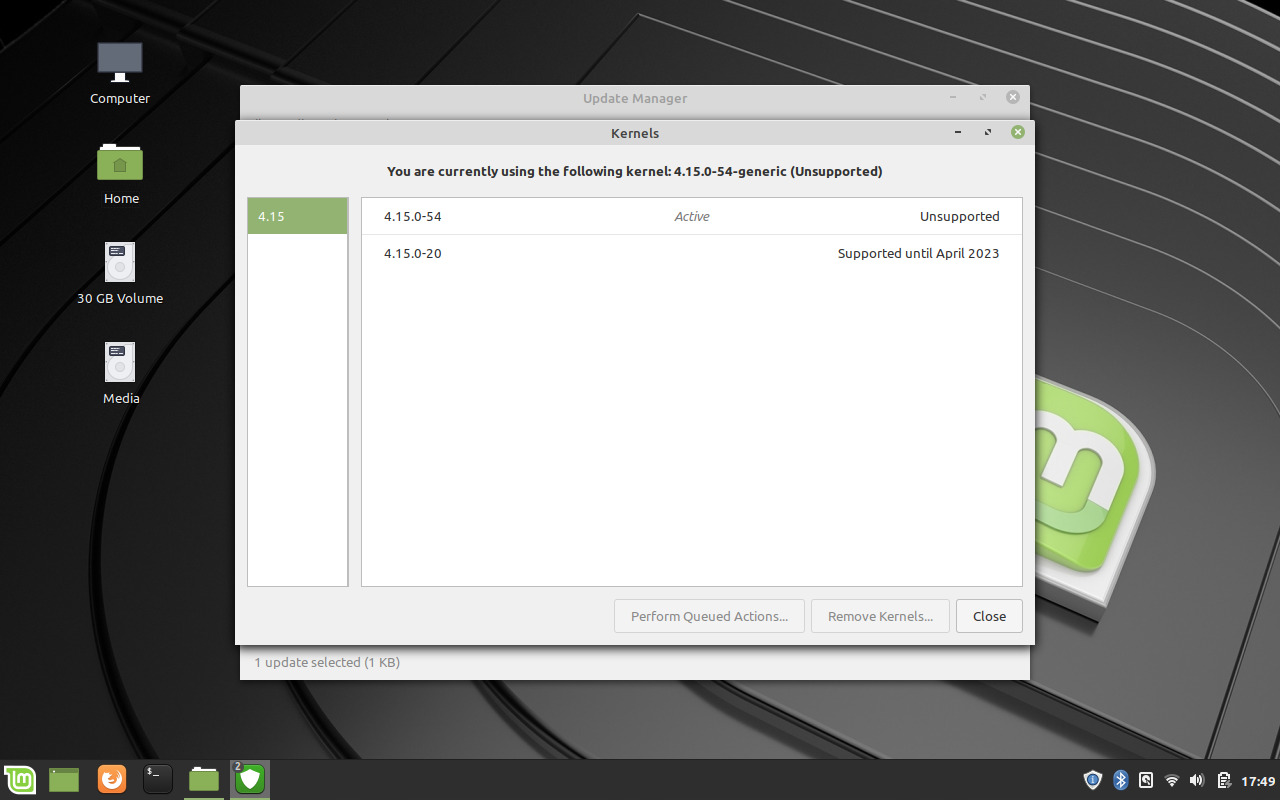 Computer
Home
30 GB Volume
Media
Update Manager
Kernels
You are currently using the following kernel: 4.15.0-54-generic (Unsupported)
4.15
4.15.0-54 Active Unsupported
4.15.0-20 Supported until April 2023
Perform Queued Actions... Remove Kernels... Close
1 update selected (1 KB)
$_
2
17:49